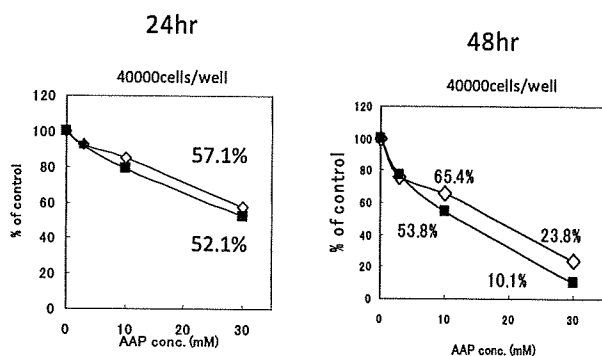 24hr
40000cells/well
% of control
120
100
80
60
40
20
0
57.1%
52.1%
0 10 20 30
AAP conc. (mM)
48hr
40000cells/well
% of control
120
100
80
60
40
20
0
65.4%
53.8%
23.8%
10.1%
0 10 20 30
AAP conc. (mM)